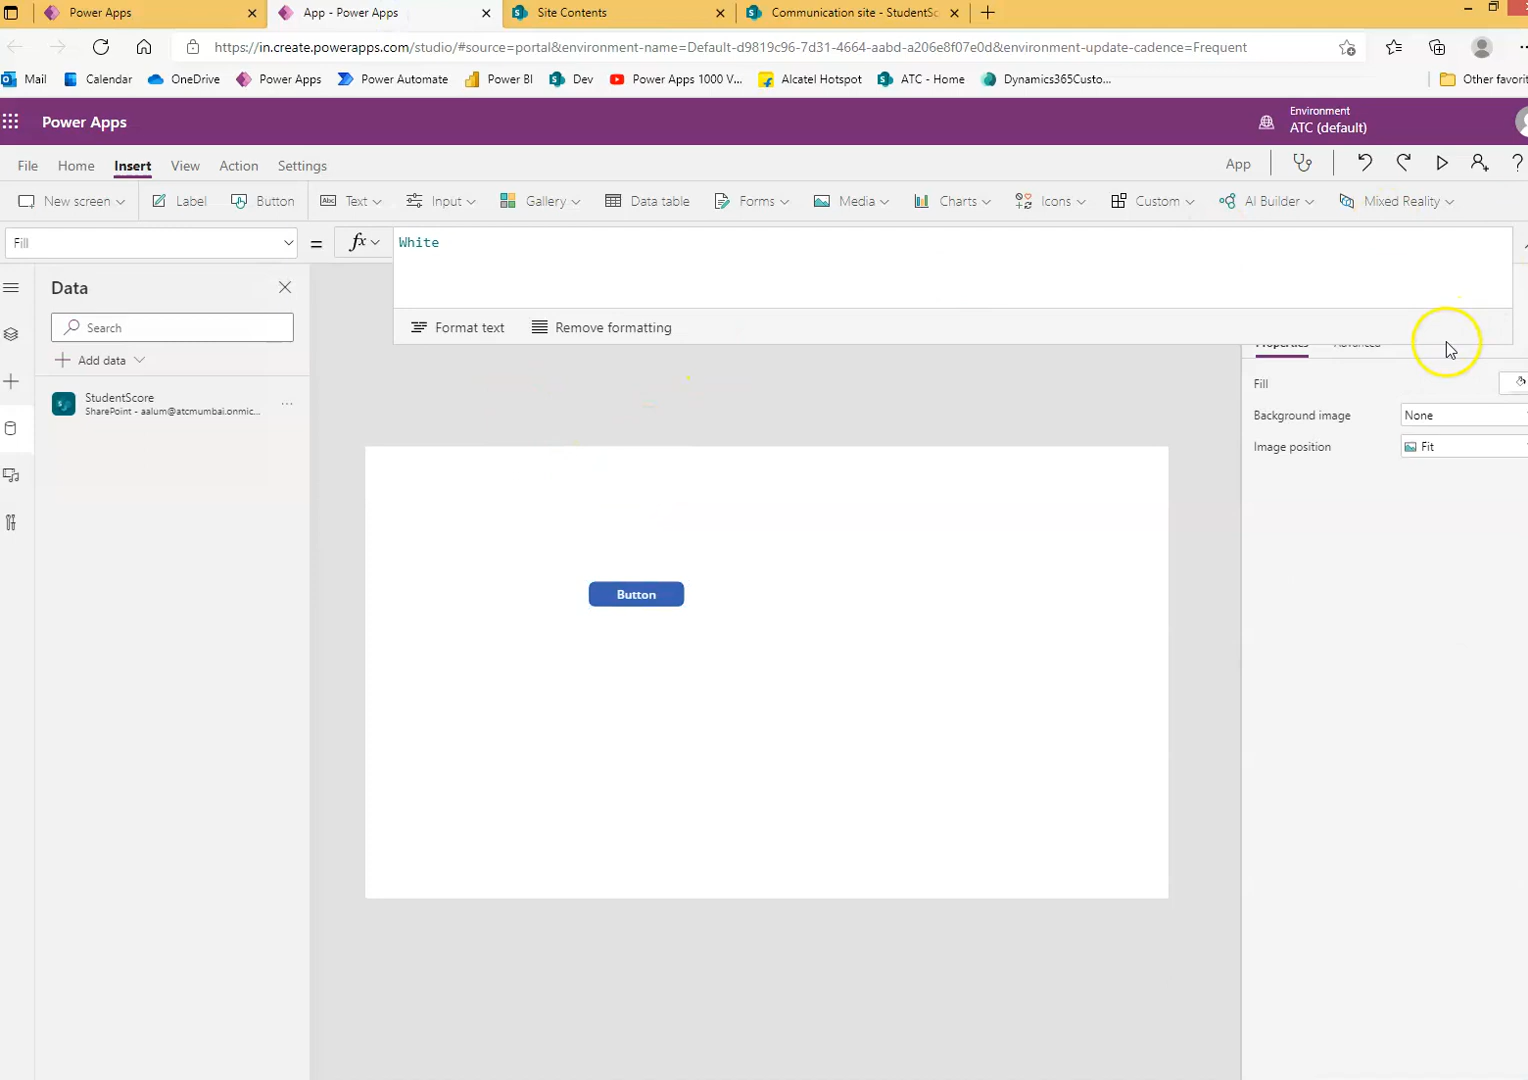 Power Apps
App - Power Apps
Site Contents
Communication site - StudentSc
https://in.create.powerapps.com/studio/#source=portal&environment-name=Default-d9819c96-7d31-4664-aabd-a206e8f07e0d&environment-update-cadence=Frequent
Mail
Calendar
OneDrive
Power Apps
Power Automate
Power BI
Dev
Power Apps 1000 V...
Alcatel Hotspot
ATC - Home
Dynamics365Custo...
Other favorit
Power Apps
Environment
ATC (default)
File
Home
Insert
View
Action
Settings
App
New screen
Label
Button
Abc Text
Input
Gallery
Data table
Forms
Media
Charts
Icons
Custom
AI Builder
Mixed Reality
Fill
=
fx
White
Data
Search
Add data
Format text
Remove formatting
StudentScore
SharePoint - aalum@atcmumbai.onmic...
Properties
Advanced
Fill
Background image
None
Image position
Fit
Button